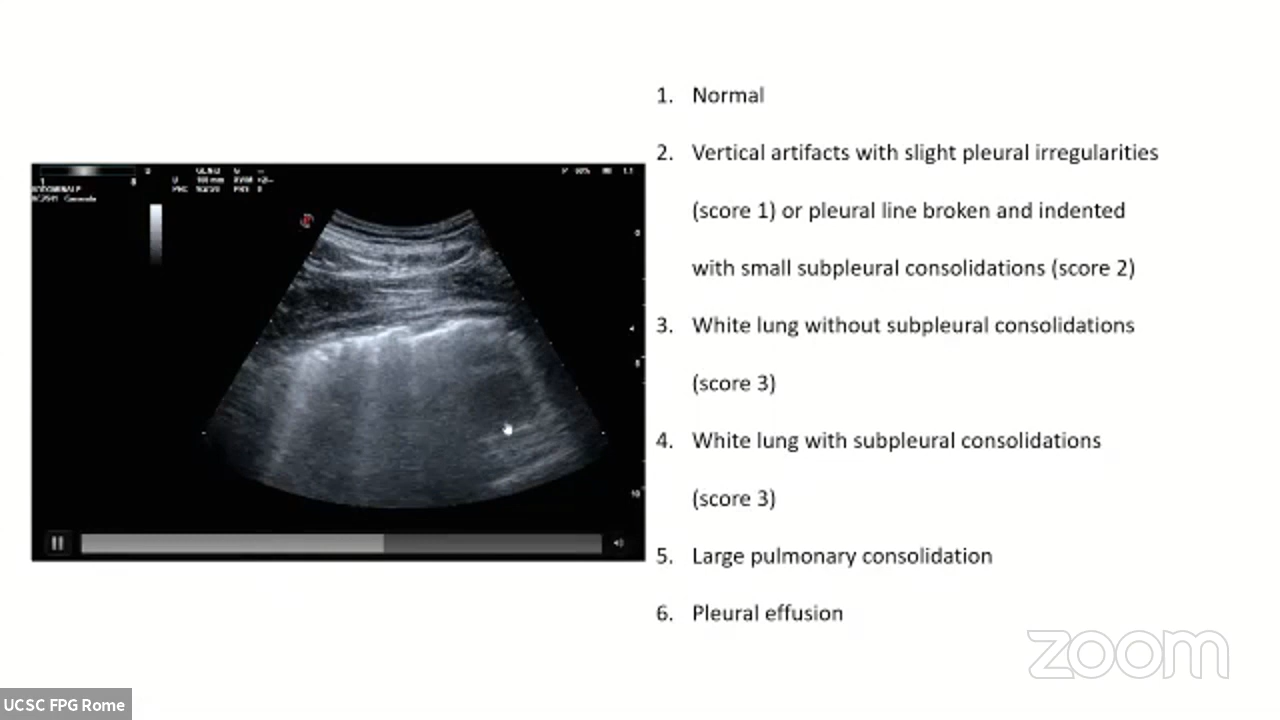 1. Normal
2. Vertical artifacts with slight pleural irregularities
(score 1) or pleural line broken and indented
with small subpleural consolidations (score 2)
3. White lung without subpleural consolidations
(score 3)
4. White lung with subpleural consolidations
(score 3)
5. Large pulmonary consolidation
6. Pleural effusion
zoom
UCSC FPG Rome